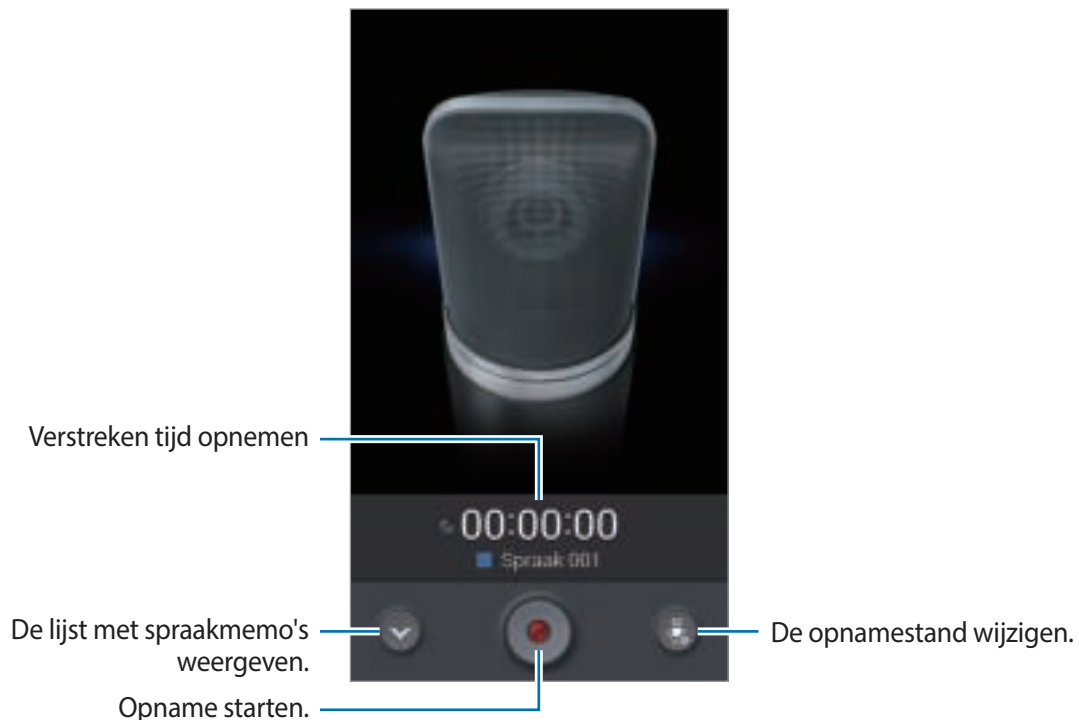 Verstreken tijd opnemen
00:00:00
Spraak 001
De lijst met spraakmemo's
weergeven.
De opnamestand wijzigen.
Opname starten.